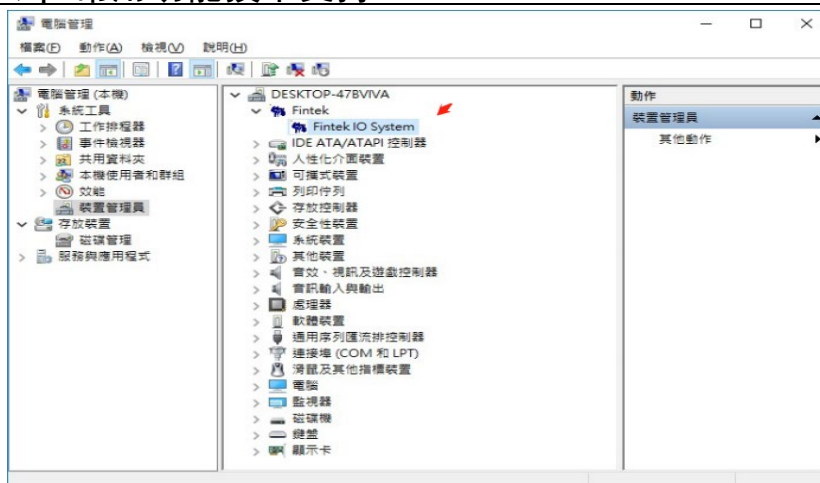 電腦管理
檔案(F) 動作(A) 檢視(V) 說明(H)
電腦管理 (本機)
系統工具
工作排程器
事件檢視器
共用資料夾
本機使用者和群組
效能
裝置管理員
存放裝置
磁碟管理
服務與應用程式
DESKTOP-47BVIVA
Fintek
Fintek IO System
IDE ATA/ATAPI 控制器
人性化介面裝置
可攜式裝置
列印佇列
存放控制器
安全性裝置
系統裝置
其他裝置
音效、視訊及遊戲控制器
音訊輸入與輸出
處理器
軟體裝置
通用序列匯流排控制器
連接埠 (COM 和 LPT)
滑鼠及其他指標裝置
電腦
監視器
磁碟機
鍵盤
顯示卡
動作
裝置管理員
其他動作